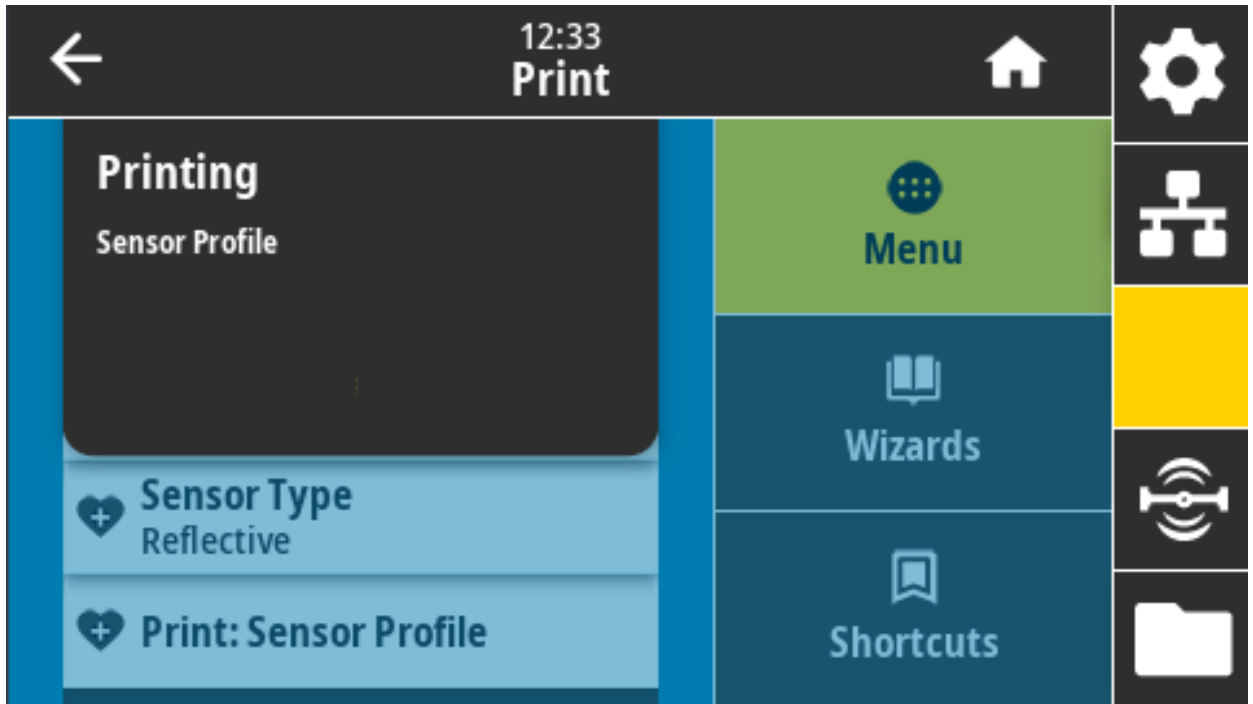 12:33
Print
Printing
Sensor Profile
Sensor Type
Reflective
Print: Sensor Profile
Menu
Wizards
Shortcuts